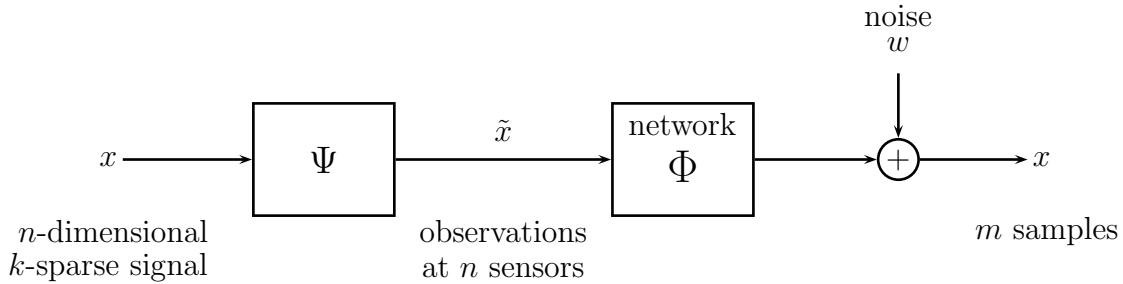 noise
w
network
x
Ψ
x̃
Φ
+
x
n-dimensional
k-sparse signal
observations
at n sensors
m samples